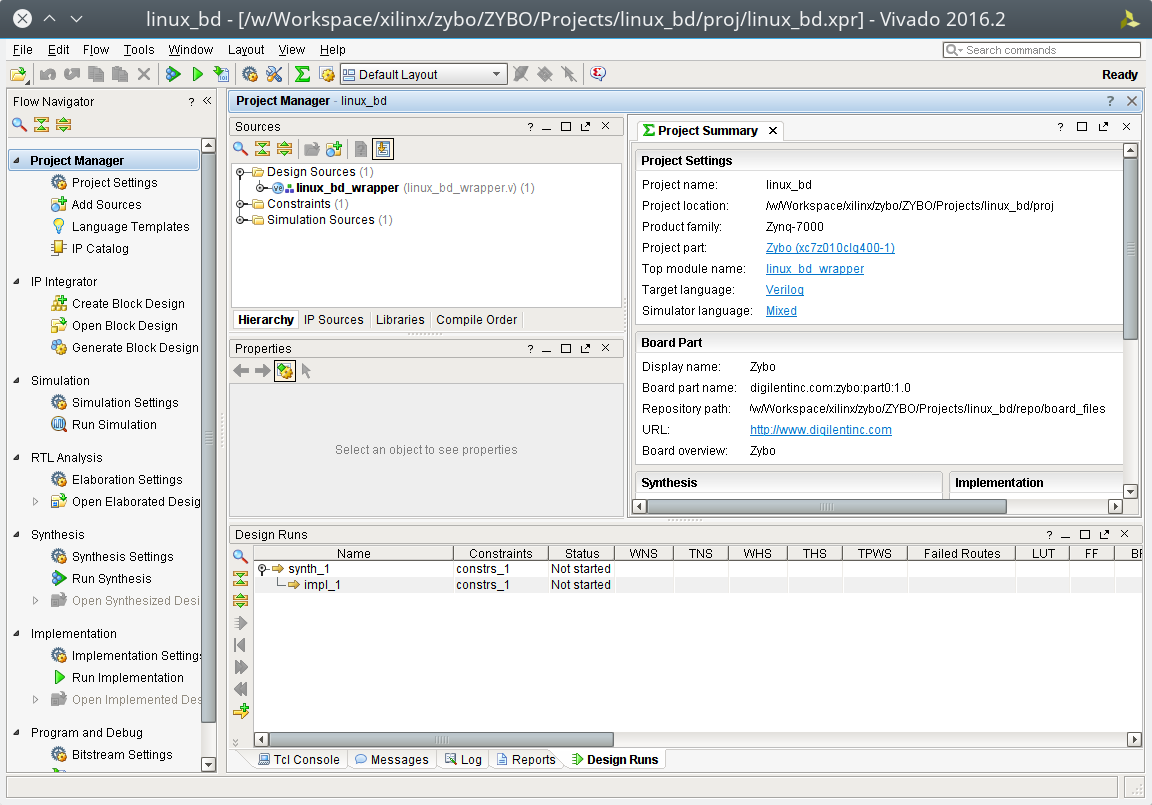 linux_bd - [/w/Workspace/xilinx/zybo/ZYBO/Projects/linux_bd/proj/linux_bd.xpr] - Vivado 2016.2
File Edit Flow Tools Window Layout View Help
Search commands
Default Layout
Ready
Flow Navigator
Project Manager
Project Settings
Add Sources
Language Templates
IP Catalog
IP Integrator
Create Block Design
Open Block Design
Generate Block Design
Simulation
Simulation Settings
Run Simulation
RTL Analysis
Elaboration Settings
Open Elaborated Desig
Synthesis
Synthesis Settings
Run Synthesis
Open Synthesized Desi
Implementation
Implementation Settings
Run Implementation
Open Implemented Des
Program and Debug
Bitstream Settings
Project Manager - linux_bd
Sources
Design Sources (1)
linux_bd_wrapper (linux_bd_wrapper.v) (1)
Constraints (1)
Simulation Sources (1)
Hierarchy IP Sources Libraries Compile Order
Properties
Select an object to see properties
Project Summary
Project Settings
Project name: linux_bd
Project location: /w/Workspace/xilinx/zybo/ZYBO/Projects/linux_bd/proj
Product family: Zynq-7000
Project part: Zybo (xc7z010clg400-1)
Top module name: linux_bd_wrapper
Target language: Verilog
Simulator language: Mixed
Board Part
Display name: Zybo
Board part name: digilentinc.com:zybo:part0:1.0
Repository path: /w/Workspace/xilinx/zybo/ZYBO/Projects/linux_bd/repo/board_files
URL: http://www.digilentinc.com
Board overview: Zybo
Synthesis Implementation
Design Runs
Name Constraints Status WNS TNS WHS THS TPWS Failed Routes LUT FF BR
synth_1 constrs_1 Not started
impl_1 constrs_1 Not started
Tcl Console Messages Log Reports Design Runs